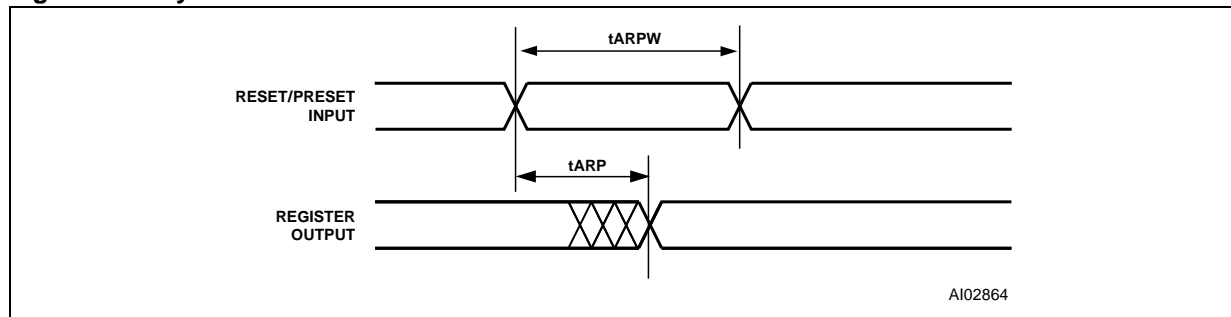 tARPW
RESET/PRESET
INPUT
tARP
REGISTER
OUTPUT
AI02864